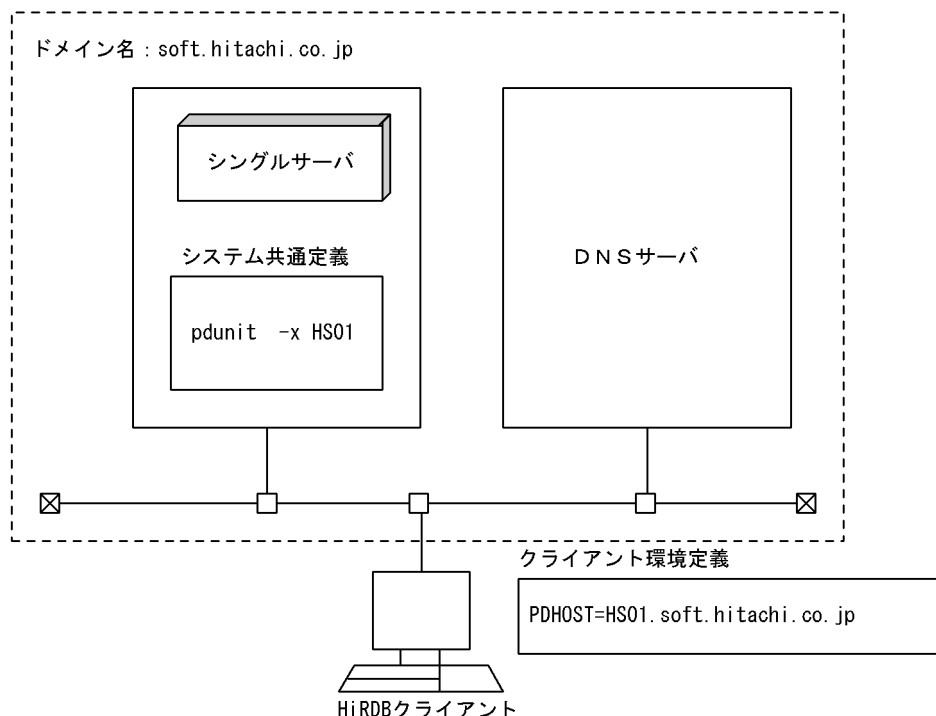 ドメイン名：soft.hitachi.co.jp
シングルサーバ
システム共通定義
pdunit -x HS01
ＤＮＳサーバ
クライアント環境定義
PDHOST=HS01.soft.hitachi.co.jp
HiRDBクライアント